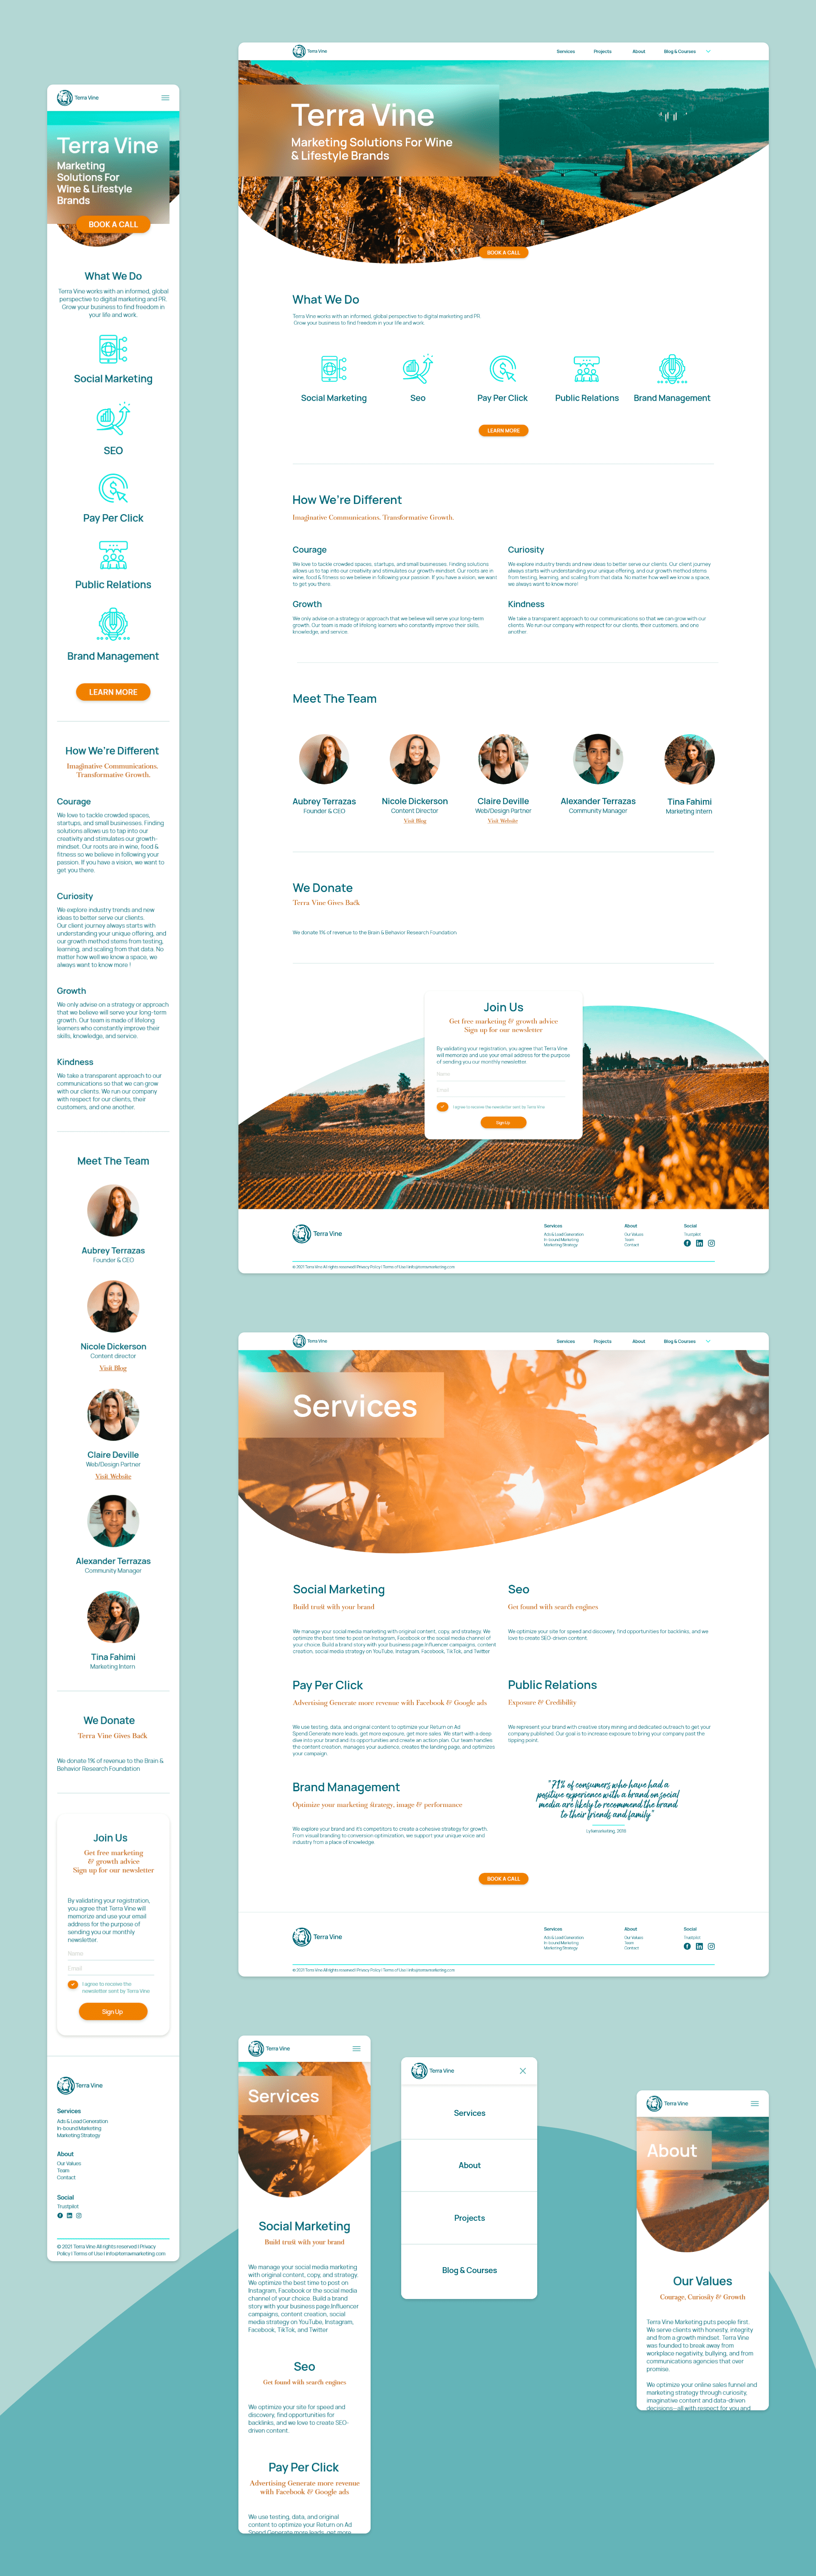 Terra Vine
Terra Vine
Marketing
Solutions For
Wine & Lifestyle
Brands
BOOK A CALL
What We Do
Terra Vine works with an informed, global
perspective to digital marketing and PR.
Grow your business to find freedom in
your life and work.
Social Marketing
SEO
Pay Per Click
Public Relations
Brand Management
LEARN MORE
How We're Different
Imaginative Communications.
Transformative Growth.
Courage
We love to tackle crowded spaces,
startups, and small businesses. Finding
solutions allows us to tap into our
creativity and stimulates our growth-
mindset. Our roots are in wine, food &
fitness so we believe in following your
passion. If you have a vision, we want to
get you there.
Curiosity
We explore industry trends and new
ideas to better serve our clients.
Our client journey always starts with
understanding your unique offering, and
our growth method stems from testing,
learning, and scaling from that data. No
matter how well we know a space, we
always want to know more !
Growth
We only advise on a strategy or approach
that we believe will serve your long-term
growth. Our team is made of lifelong
learners who constantly improve their
skills, knowledge, and service.
Kindness
We take a transparent approach to our
communications so that we can grow
with our clients. We run our company
with respect for our clients, their
customers, and one another.
Meet The Team
Aubrey Terrazas
Founder & CEO
Nicole Dickerson
Content director
Visit Blog
Claire Deville
Web/Design Partner
Visit Website
Alexander Terrazas
Community Manager
Tina Fahimi
Marketing Intern
We Donate
Terra Vine Gives Back
We donate 1% of revenue to the Brain &
Behavior Research Foundation
Join Us
Get free marketing
& growth advice
Sign up for our newsletter
By validating your registration,
you agree that Terra Vine will
memorize and use your email
address for the purpose of
sending you our monthly
newsletter.
Name
Email
I agree to receives the
newsletter sent by Terra Vine
Sign Up
Terra Vine
Services
Ads & Lead Generation
In-bound Marketing
Marketing Strategy
About
Our Values
Team
Contact
Social
Trustpilot
© 2021 Terra Vine All rights reserved I Privacy
Policy I Terms of Use I info@terravmarketing.com
Terra Vine
Services Projects About Blog & Courses
Terra Vine
Marketing Solutions For Wine
& Lifestyle Brands
BOOK A CALL
What We Do
Terra Vine works with an informed, global perspective to digital marketing and PR.
Grow your business to find freedom in your life and work.
Social Marketing Seo Pay Per Click Public Relations Brand Management
LEARN MORE
How We're Different
Imaginative Communications. Transformative Growth.
Courage
We love to tackle crowded spaces, startups, and small businesses. Finding solutions
allows us to tap into our creativity and stimulates our growth-mindset. Our roots are in
wine, food & fitness so we believe in following your passion. If you have a vision, we want
to get you there.
Curiosity
We explore industry trends and new ideas to better serve our clients. Our client journey
always starts with understanding your unique offering, and our growth method stems
from testing, learning, and scaling from that data. No matter how well we know a space,
we always want to know more!
Growth
We only advise on a strategy or approach that we believe will serve your long-term
growth. Our team is made of lifelong learners who constantly improve their skills,
knowledge, and service.
Kindness
We take a transparent approach to our communications so that we can grow with our
clients. We run our company with respect for our clients, their customers, and one
another.
Meet The Team
Aubrey Terrazas
Founder & CEO
Nicole Dickerson
Content Director
Visit Blog
Claire Deville
Web/Design Partner
Visit Website
Alexander Terrazas
Community Manager
Tina Fahimi
Marketing Intern
We Donate
Terra Vine Gives Back
We donate 1% of revenue to the Brain & Behavior Research Foundation
Join Us
Get free marketing & growth advice
Sign up for our newsletter
By validating your registration, you agree that Terra Vine
will memorize and use your email address for the purpose
of sending you our monthly newsletter.
Name
Email
I agree to receives the newsletter sent by Terra Vine
Sign Up
Terra Vine
Services
Ads & Lead Generation
In-bound Marketing
Marketing Strategy
About
Our Values
Team
Contact
Social
Trustpilot
© 2021 Terra Vine All rights reserved I Privacy Policy I Terms of Use I info@terravmarketing.com
Terra Vine
Services Projects About Blog & Courses
Services
Social Marketing
Build trust with your brand
We manage your social media marketing with original content, copy, and strategy. We
optimize the best time to post on Instagram, Facebook or the social media channel of
your choice. Build a brand story with your business page.Influencer campaigns, content
creation, social media strategy on YouTube, Instagram, Facebook, TikTok, and Twitter
Seo
Get found with search engines
We optimize your site for speed and discovery, find opportunities for backlinks, and we
love to create SEO-driven content.
Pay Per Click
Advertising Generate more revenue with Facebook & Google ads
We use testing, data, and original content to optimize your Return on Ad
Spend.Generate more leads, get more exposure, get more sales. We start with a deep
dive into your brand and its opportunities and create an action plan. Our team handles
the content creation, manages your audience, creates the landing page, and optimizes
your campaign.
Public Relations
Exposure & Credibility
We represent your brand with creative story mining and dedicated outreach to get your
company published. Our goal is to increase exposure to bring your company past the
tipping point.
Brand Management
Optimize your marketing strategy, image & performance
We explore your brand and it's competitors to create a cohesive strategy for growth.
From visual branding to conversion optimization, we support your unique voice and
industry from a place of knowledge.
"71% of consumers who have had a
positive experience with a brand on social
media are likely to recommend the brand
to their friends and family"
Lyfemarketing, 2018
BOOK A CALL
Terra Vine
Services
Ads & Lead Generation
In-bound Marketing
Marketing Strategy
About
Our Values
Team
Contact
Social
Trustpilot
© 2021 Terra Vine All rights reserved I Privacy Policy I Terms of Use I info@terravmarketing.com
Terra Vine
Services
Social Marketing
Build trust with your brand
We manage your social media marketing
with original content, copy, and strategy.
We optimize the best time to post on
Instagram, Facebook or the social media
channel of your choice. Build a brand
story with your business page.Influencer
campaigns, content creation, social
media strategy on YouTube, Instagram,
Facebook, TikTok, and Twitter
Seo
Get found with search engines
We optimize your site for speed and
discovery, find opportunities for
backlinks, and we love to create SEO-
driven content.
Pay Per Click
Advertising Generate more revenue
with Facebook & Google ads
We use testing, data, and original
content to optimize your Return on Ad
Spend.Generate more leads, get more
Terra Vine
Services
About
Projects
Blog & Courses
Terra Vine
About
Our Values
Courage, Curiosity & Growth
Terra Vine Marketing puts people first.
We serve clients with honesty, integrity
and from a growth mindset. Terra Vine
was founded to break away from
workplace negativity, bullying, and from
communications agencies that over
promise.
We optimize your online sales funnel and
marketing strategy through curiosity,
imaginative content and data-driven
decisions—all with respect for you and